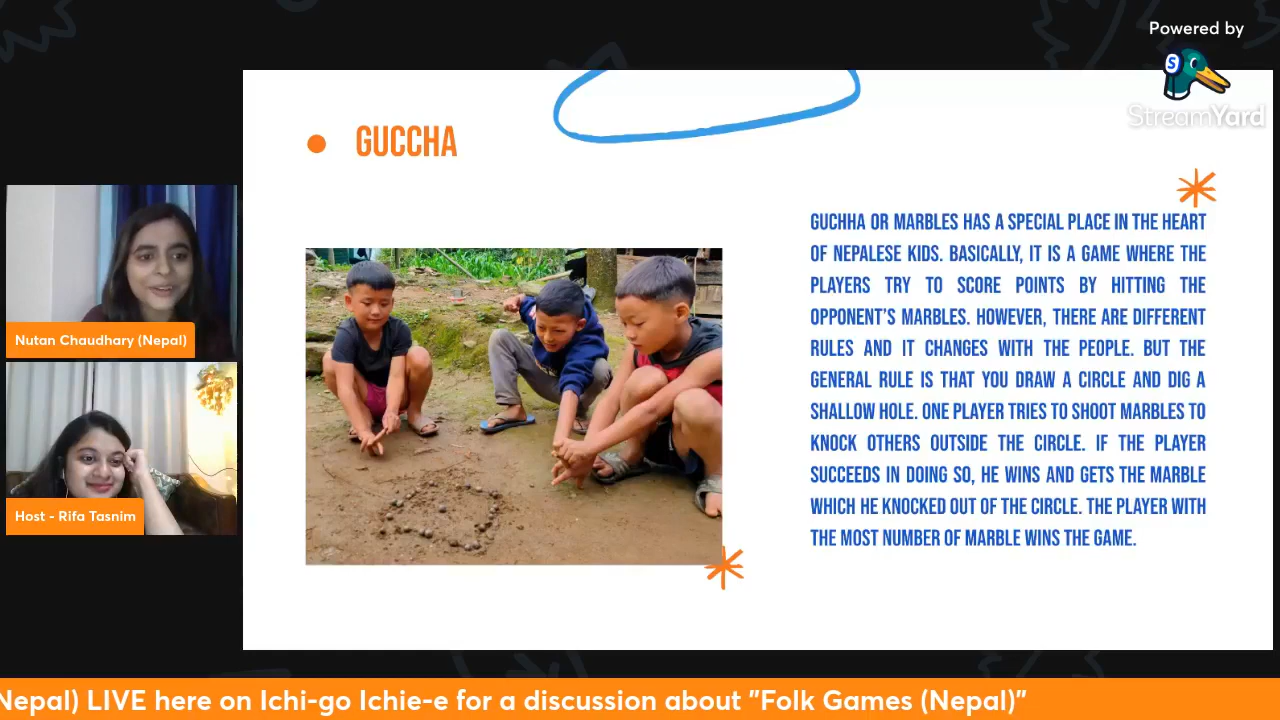 Powered by
S
StreamYard
GUCCHA
GUCHHA OR MARBLES HAS A SPECIAL PLACE IN THE HEART
OF NEPALESE KIDS. BASICALLY, IT IS A GAME WHERE THE
PLAYERS TRY TO SCORE POINTS BY HITTING THE
OPPONENT'S MARBLES. HOWEVER, THERE ARE DIFFERENT
RULES AND IT CHANGES WITH THE PEOPLE. BUT THE
GENERAL RULE IS THAT YOU DRAW A CIRCLE AND DIG A
SHALLOW HOLE. ONE PLAYER TRIES TO SHOOT MARBLES TO
KNOCK OTHERS OUTSIDE THE CIRCLE. IF THE PLAYER
SUCCEEDS IN DOING SO, HE WINS AND GETS THE MARBLE
WHICH HE KNOCKED OUT OF THE CIRCLE. THE PLAYER WITH
THE MOST NUMBER OF MARBLE WINS THE GAME.
Nutan Chaudhary (Nepal)
Host - Rifa Tasnim
Nepal) LIVE here on Ichi-go Ichie-e for a discussion about "Folk Games (Nepal)"